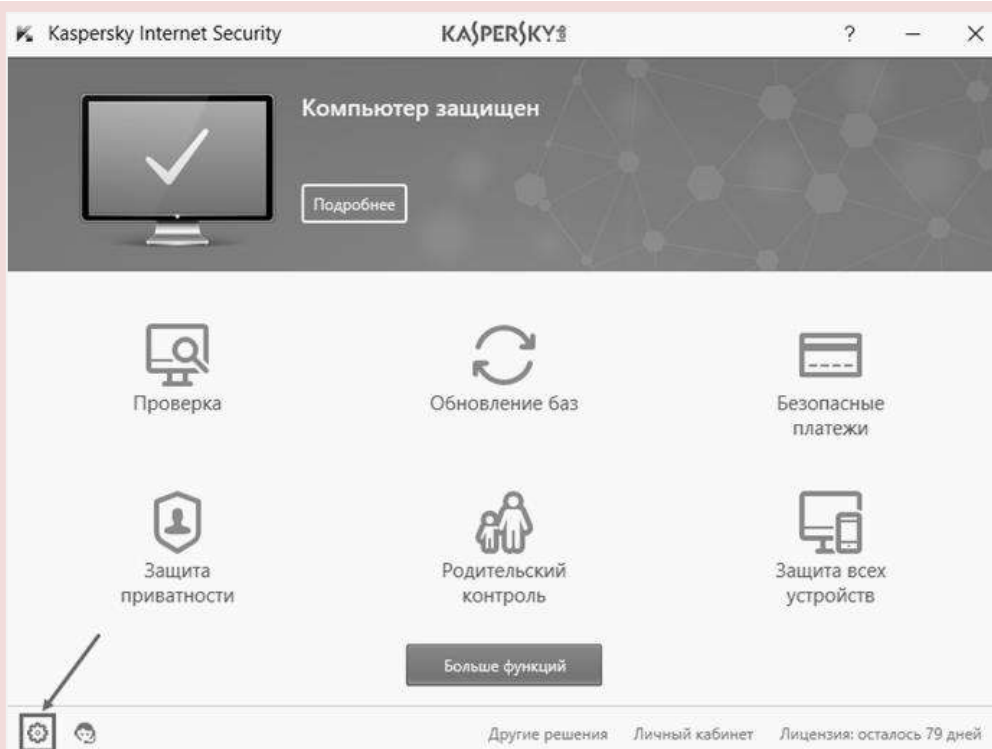 Kaspersky Internet Security
KASPERSKY lab
?
Компьютер защищен
Подробнее
Проверка
Обновление баз
Безопасные
платежи
Защита
приватности
Родительский
контроль
Защита всех
устройств
Больше функций
Другие решения
Личный кабинет
Лицензия: осталось 79 дней